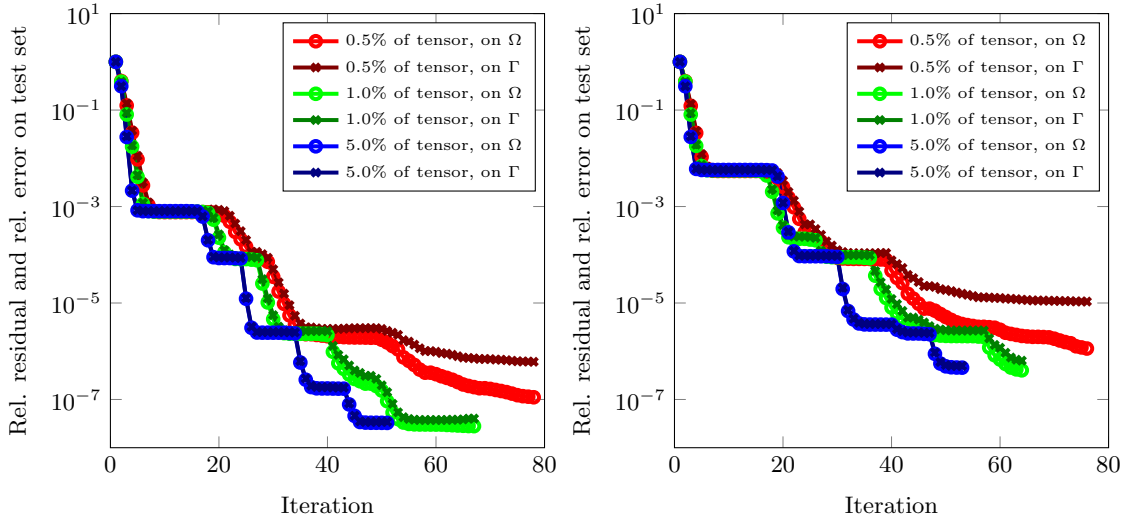 Rel. residual and rel. error on test set
10^1
10^−1
10^−3
10^−5
10^−7
0 20 40 60 80
Iteration
0.5% of tensor, on Ω
0.5% of tensor, on Γ
1.0% of tensor, on Ω
1.0% of tensor, on Γ
5.0% of tensor, on Ω
5.0% of tensor, on Γ
Rel. residual and rel. error on test set
10^1
10^−1
10^−3
10^−5
10^−7
0 20 40 60 80
Iteration
0.5% of tensor, on Ω
0.5% of tensor, on Γ
1.0% of tensor, on Ω
1.0% of tensor, on Γ
5.0% of tensor, on Ω
5.0% of tensor, on Γ